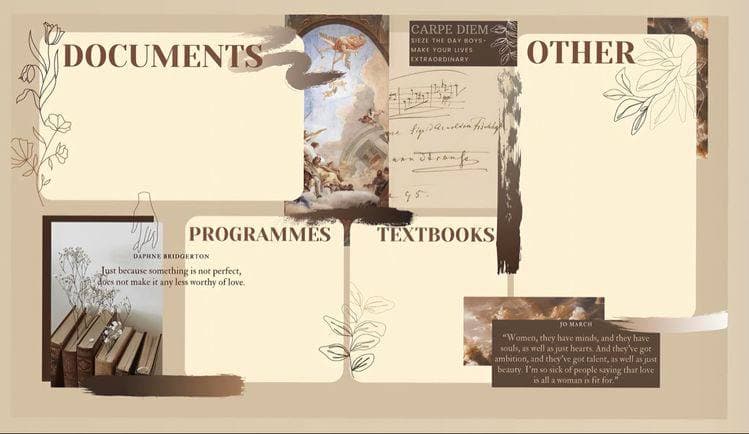 DOCUMENTS
CARPE DIEM
SIEZE THE DAY BOYS-
MAKE YOUR LIVES
EXTRAORDINARY
OTHER
95.
PROGRAMMES
TEXTBOOKS
DAPHNE BRIDGERTON
Just because something is not perfect,
does not make it any less worthy of love.
JO MARCH
“Women, they have minds, and they have
souls, as well as just hearts. And they’ve got
ambition, and they’ve got talent, as well as just
beauty. I’m so sick of people saying that love
is all a woman is fit for.”